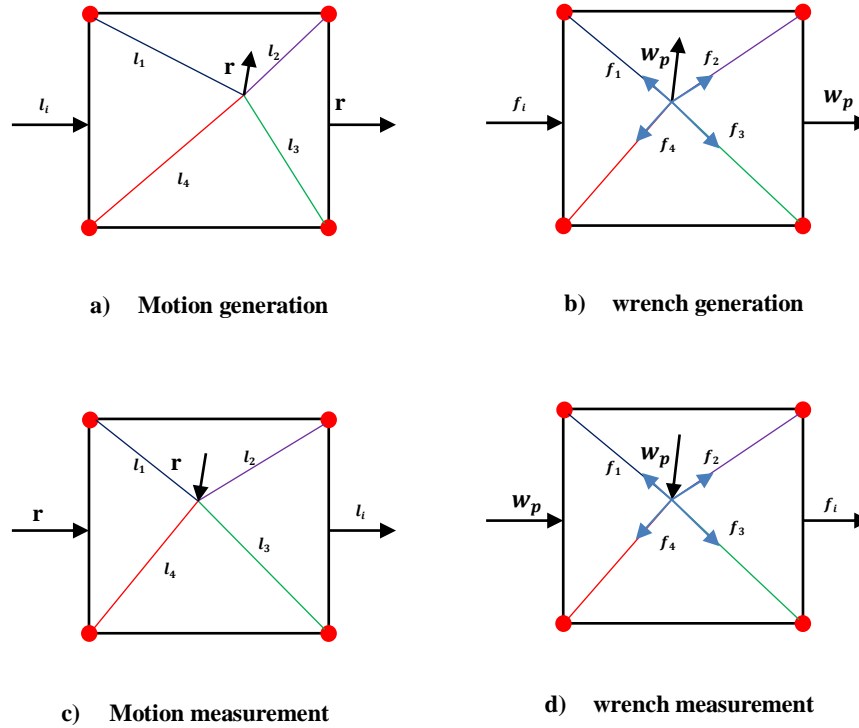 l₁
l₂
r
lᵢ
r
l₃
l₄
a) Motion generation
w_p
f₁
f₂
fᵢ
w_p
f₄
f₃
b) wrench generation
l₁
r
l₂
r
lᵢ
l₃
l₄
c) Motion measurement
w_p
f₁
f₂
w_p
fᵢ
f₄
f₃
d) wrench measurement